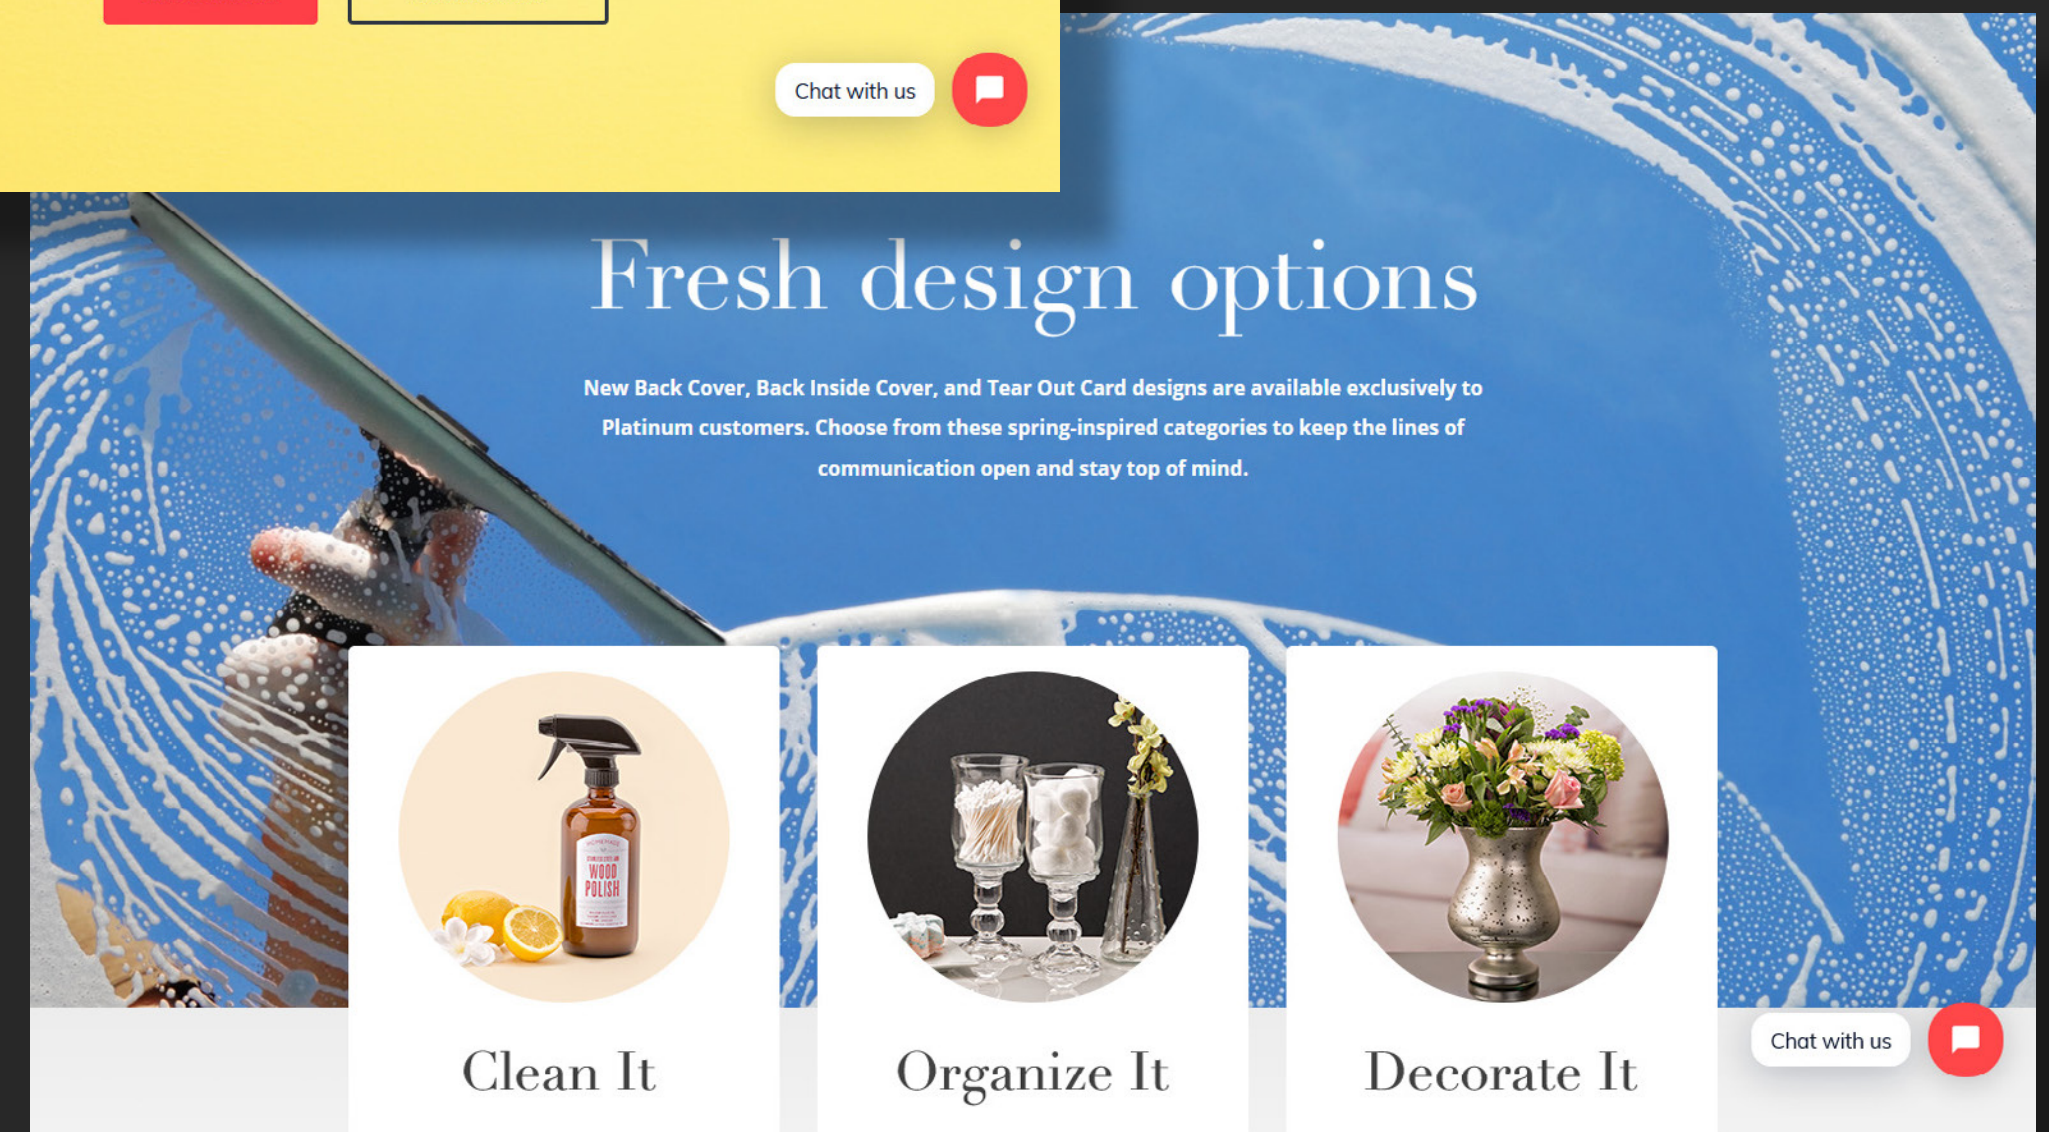 Chat with us
Fresh design options
New Back Cover, Back Inside Cover, and Tear Out Card designs are available exclusively to
Platinum customers. Choose from these spring-inspired categories to keep the lines of
communication open and stay top of mind.
HOMEMADE
WOOD
POLISH
Clean It
Organize It
Decorate It
Chat with us